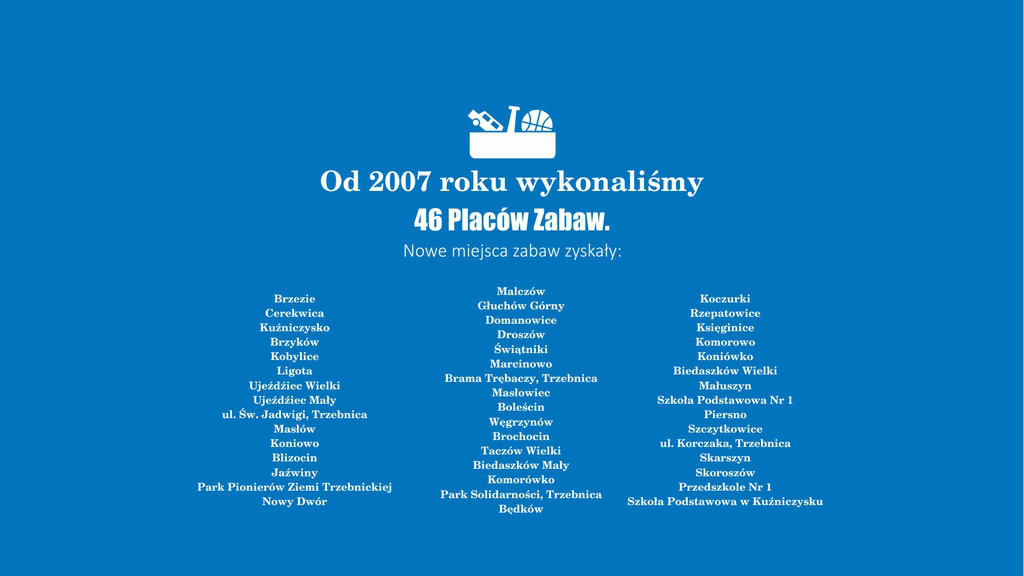 Od 2007 roku wykonaliśmy
46 Placów Zabaw.
Nowe miejsca zabaw zyskały:
Brzezie
Cerekwica
Kuźniczysko
Brzyków
Kobylice
Ligota
Ujeźdźiec Wielki
Ujeźdźiec Mały
ul. Św. Jadwigi, Trzebnica
Masłów
Koniowo
Blizocin
Jaźwiny
Park Pionierów Ziemi Trzebnickiej
Nowy Dwór
Malczów
Głuchów Górny
Domanowice
Droszów
Świątniki
Marcinowo
Brama Trębaczy, Trzebnica
Masłowiec
Boleścin
Węgrzynów
Brochocin
Taczów Wielki
Biedaszków Mały
Komorówko
Park Solidarności, Trzebnica
Będków
Koczurki
Rzepatowice
Księginice
Komorowo
Koniówko
Biedaszków Wielki
Małuszyn
Szkoła Podstawowa Nr 1
Piersno
Szczytkowice
ul. Korczaka, Trzebnica
Skarszyn
Skoroszów
Przedszkole Nr 1
Szkoła Podstawowa w Kuźniczysku